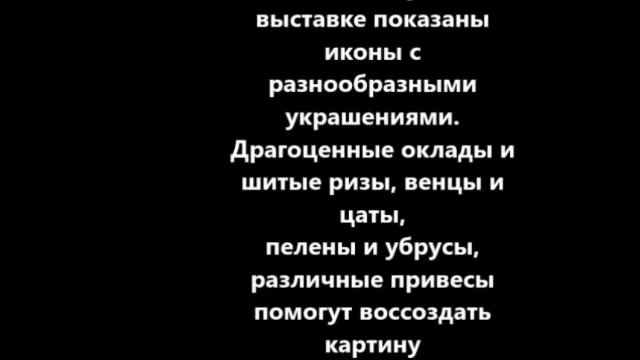 выставке показаны
иконы с
разнообразными
украшениями.
Драгоценные оклады и
шитые ризы, венцы и
цаты,
пелены и убрусы,
различные привесы
помогут воссоздать
картину